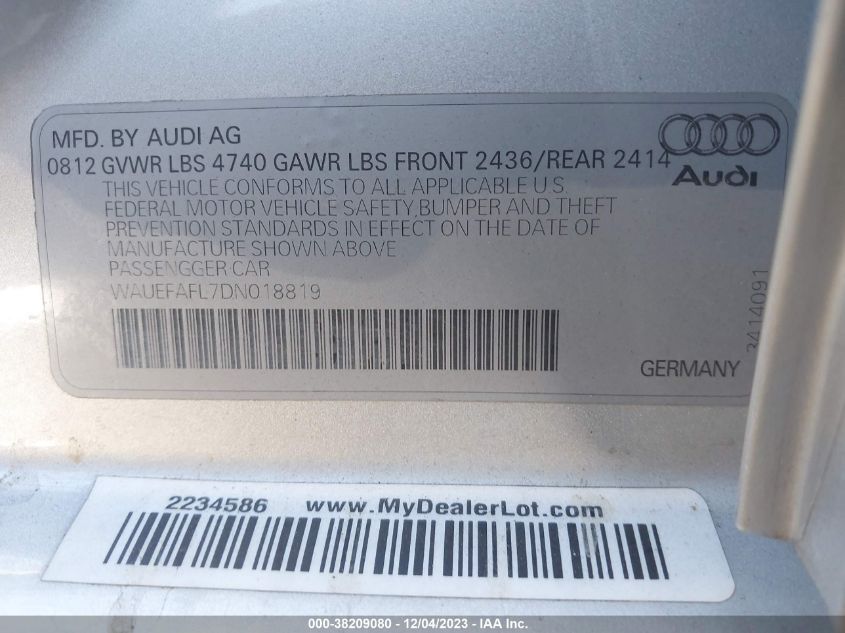 MFD. BY AUDI AG
0812 GVWR LBS 4740 GAWR LBS FRONT 2436/REAR 2414
THIS VEHICLE CONFORMS TO ALL APPLICABLE U.S.
FEDERAL MOTOR VEHICLE SAFETY,BUMPER AND THEFT
PREVENTION STANDARDS IN EFFECT ON THE DATE OF
MANUFACTURE SHOWN ABOVE
PASSENGGER CAR
WAUEFAFL7DN018819
Audi
3414091
GERMANY
2234586 www.MyDealerLot.com
000-38209080 - 12/04/2023 - IAA Inc.